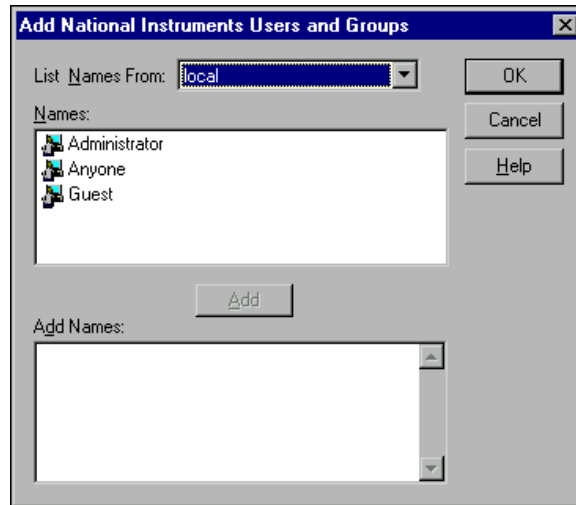 Add National Instruments Users and Groups
List Names From: local
OK
Names:
Cancel
Administrator
Anyone
Help
Guest
Add
Add Names: